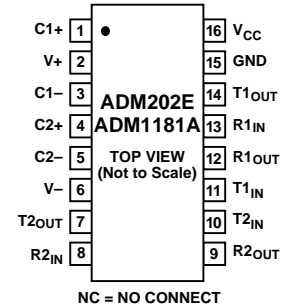 C1+ 1 16 VCC
V+ 2 15 GND
C1– 3 14 T1OUT
ADM202E
C2+ 4 ADM1181A 13 R1IN
C2– 5 TOP VIEW 12 R1OUT
(Not to Scale)
V– 6 11 T1IN
T2OUT 7 10 T2IN
R2IN 8 9 R2OUT
NC = NO CONNECT